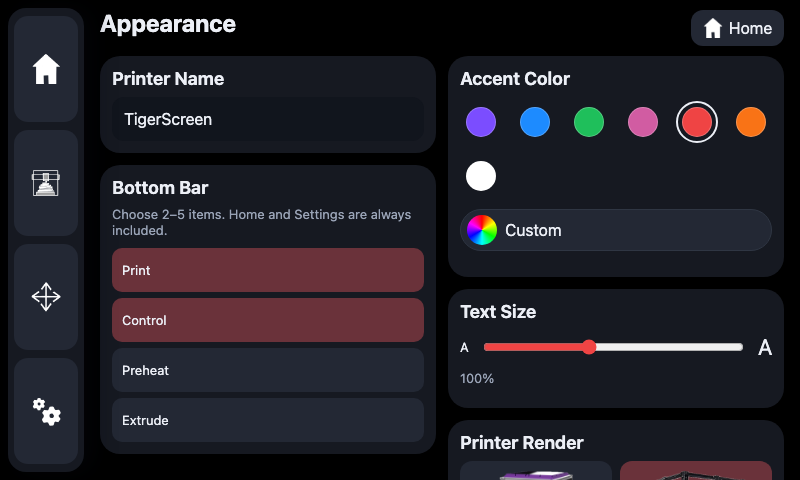 Appearance
Home
Printer Name
TigerScreen
Bottom Bar
Choose 2–5 items. Home and Settings are always
included.
Print
Control
Preheat
Extrude
Accent Color
Custom
Text Size
A
A
100%
Printer Render